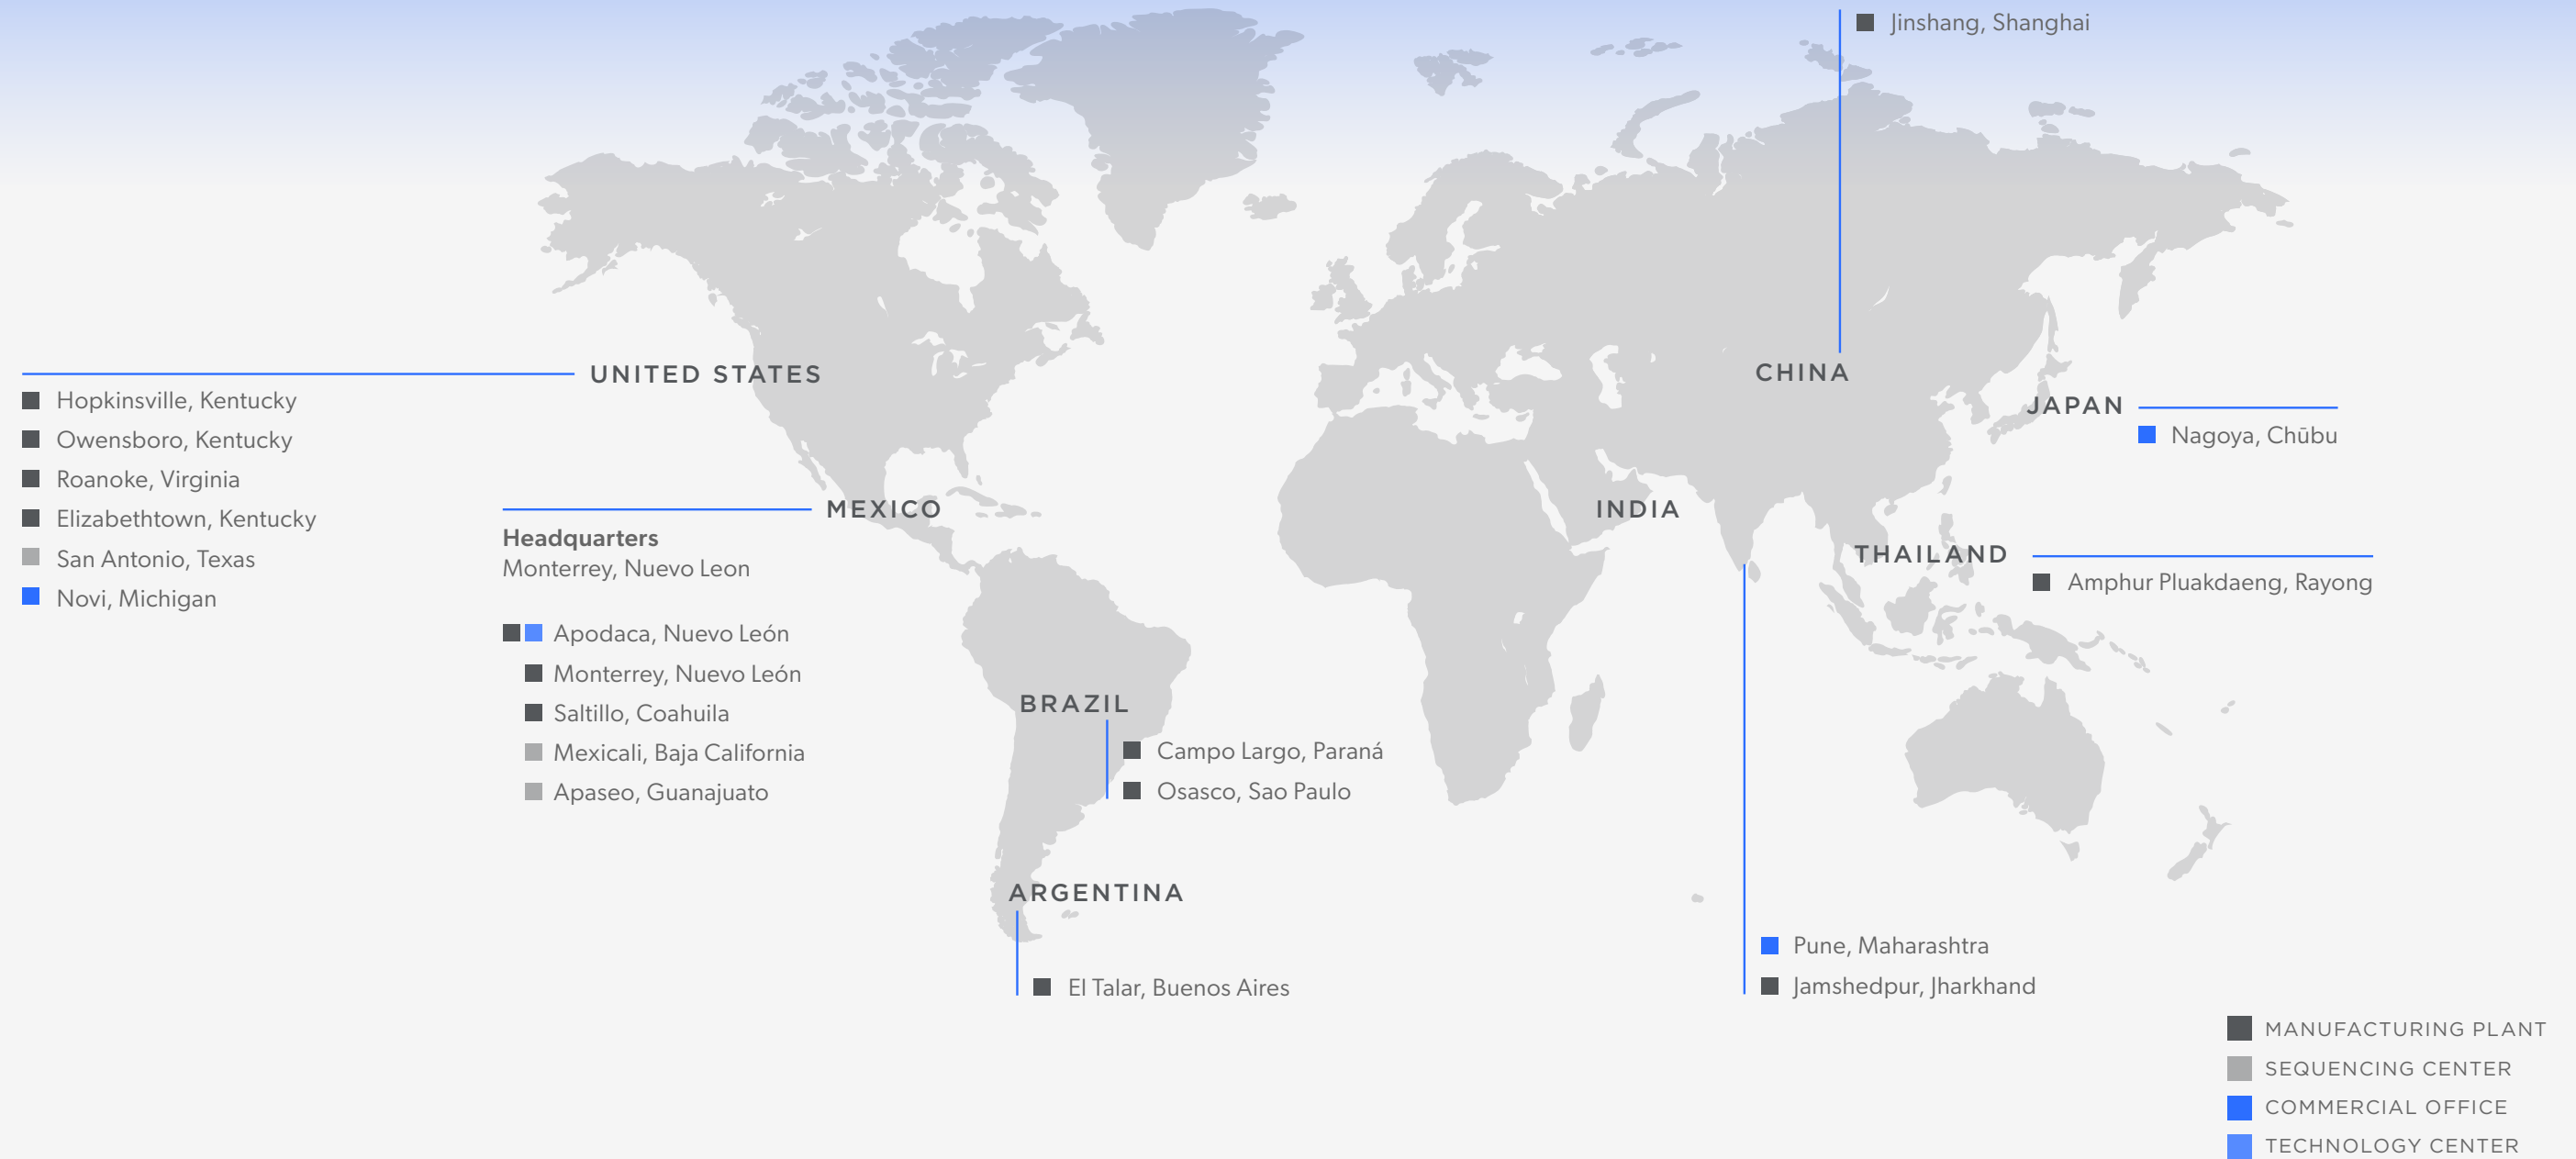 Jinshang, Shanghai
UNITED STATES
Hopkinsville, Kentucky
Owensboro, Kentucky
Roanoke, Virginia
Elizabethtown, Kentucky
San Antonio, Texas
Novi, Michigan
MEXICO
Headquarters
Monterrey, Nuevo Leon
Apodaca, Nuevo León
Monterrey, Nuevo León
Saltillo, Coahuila
Mexicali, Baja California
Apaseo, Guanajuato
BRAZIL
Campo Largo, Paraná
Osasco, Sao Paulo
ARGENTINA
El Talar, Buenos Aires
CHINA
JAPAN
Nagoya, Chūbu
INDIA
THAILAND
Amphur Pluakdaeng, Rayong
Pune, Maharashtra
Jamshedpur, Jharkhand
MANUFACTURING PLANT
SEQUENCING CENTER
COMMERCIAL OFFICE
TECHNOLOGY CENTER